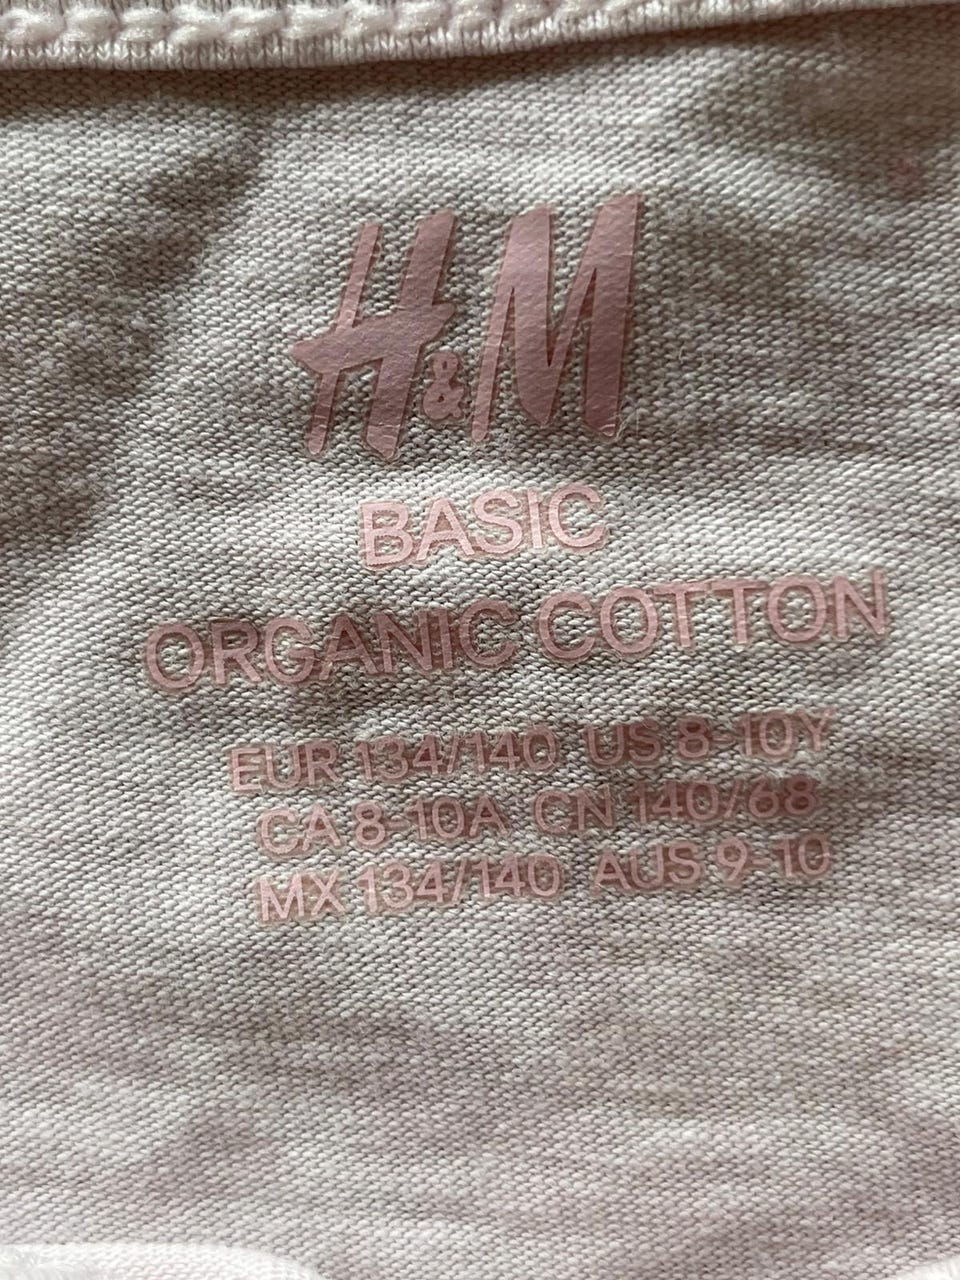 H&M
BASIC
ORGANIC COTTON
EUR 134/140 US 8-10Y
CA 8-10A CN 140/68
MX 134/140 AUS 9-10